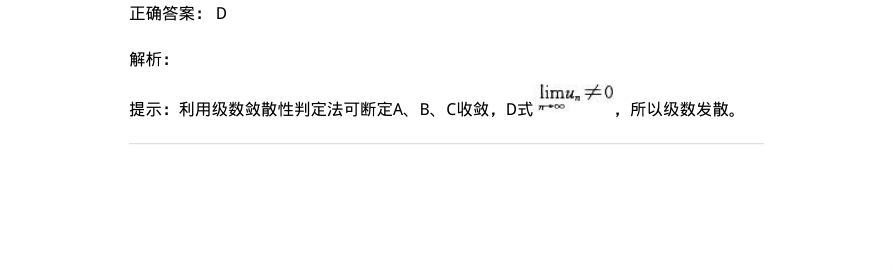 正确答案： D
解析：
提示：利用级数敛散性判定法可断定A、B、C收敛，D式 lim u_n ≠ 0 n→∞ ，所以级数发散。